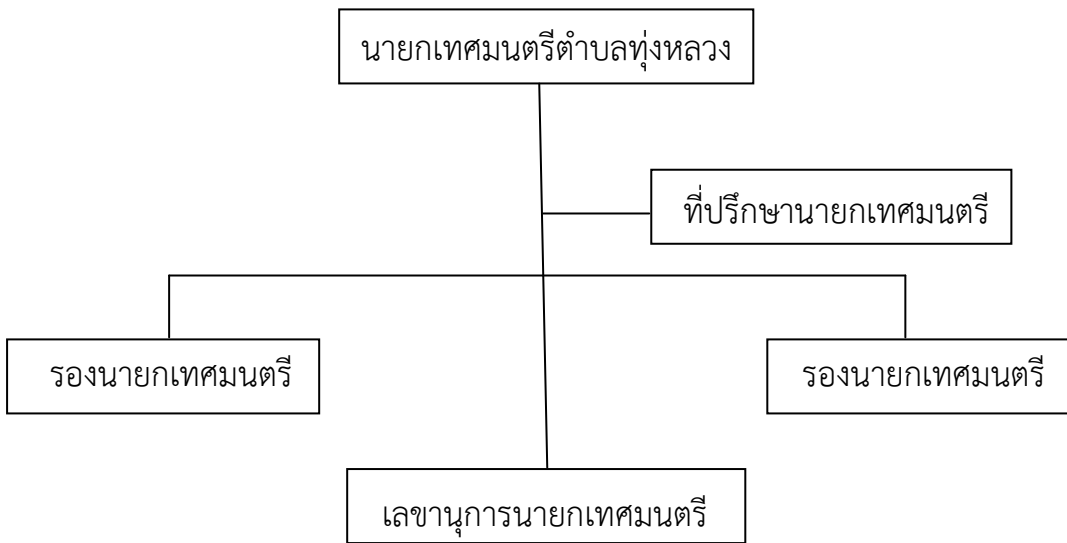 นายกเทศมนตรีตำบลทุ่งหลวง
ที่ปรึกษานายกเทศมนตรี
รองนายกเทศมนตรี
รองนายกเทศมนตรี
เลขานุการนายกเทศมนตรี